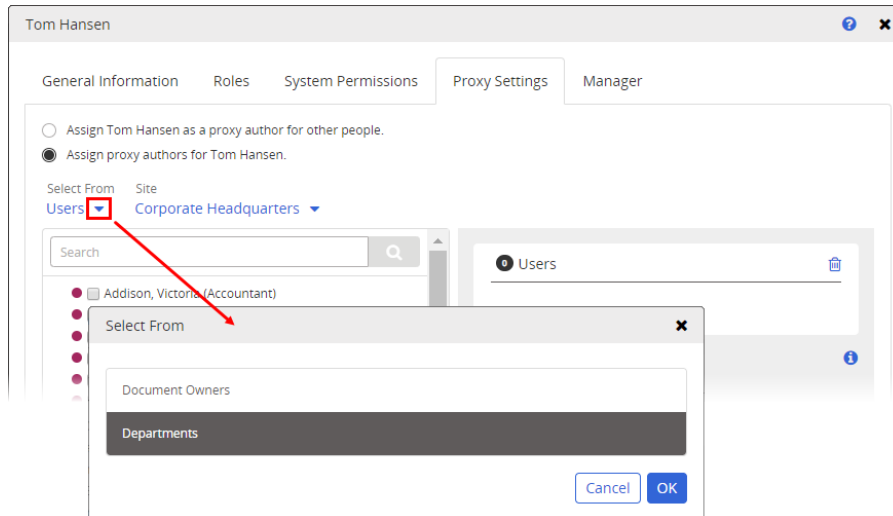 Tom Hansen
General Information Roles System Permissions Proxy Settings Manager
Assign Tom Hansen as a proxy author for other people.
Assign proxy authors for Tom Hansen.
Select From Site
Users Corporate Headquarters
Search
0 Users
Addison, Victoria (Accountant)
Select From
Document Owners
Departments
Cancel OK